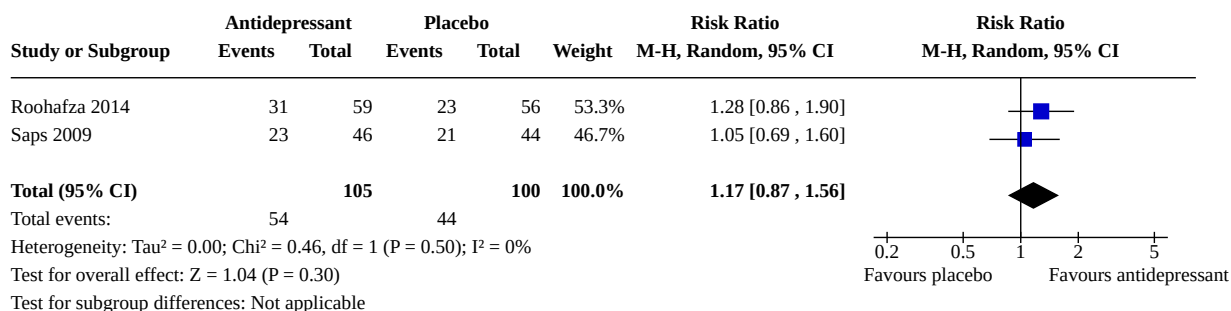 Antidepressant Placebo Risk Ratio Risk Ratio
Study or Subgroup Events Total Events Total Weight M-H, Random, 95% CI M-H, Random, 95% CI
Roohafza 2014 31 59 23 56 53.3% 1.28 [0.86 , 1.90]
Saps 2009 23 46 21 44 46.7% 1.05 [0.69 , 1.60]
Total (95% CI) 105 100 100.0% 1.17 [0.87 , 1.56]
Total events: 54 44
Heterogeneity: Tau² = 0.00; Chi² = 0.46, df = 1 (P = 0.50); I² = 0%
0.2 0.5 1 2 5
Test for overall effect: Z = 1.04 (P = 0.30) Favours placebo Favours antidepressant
Test for subgroup differences: Not applicable